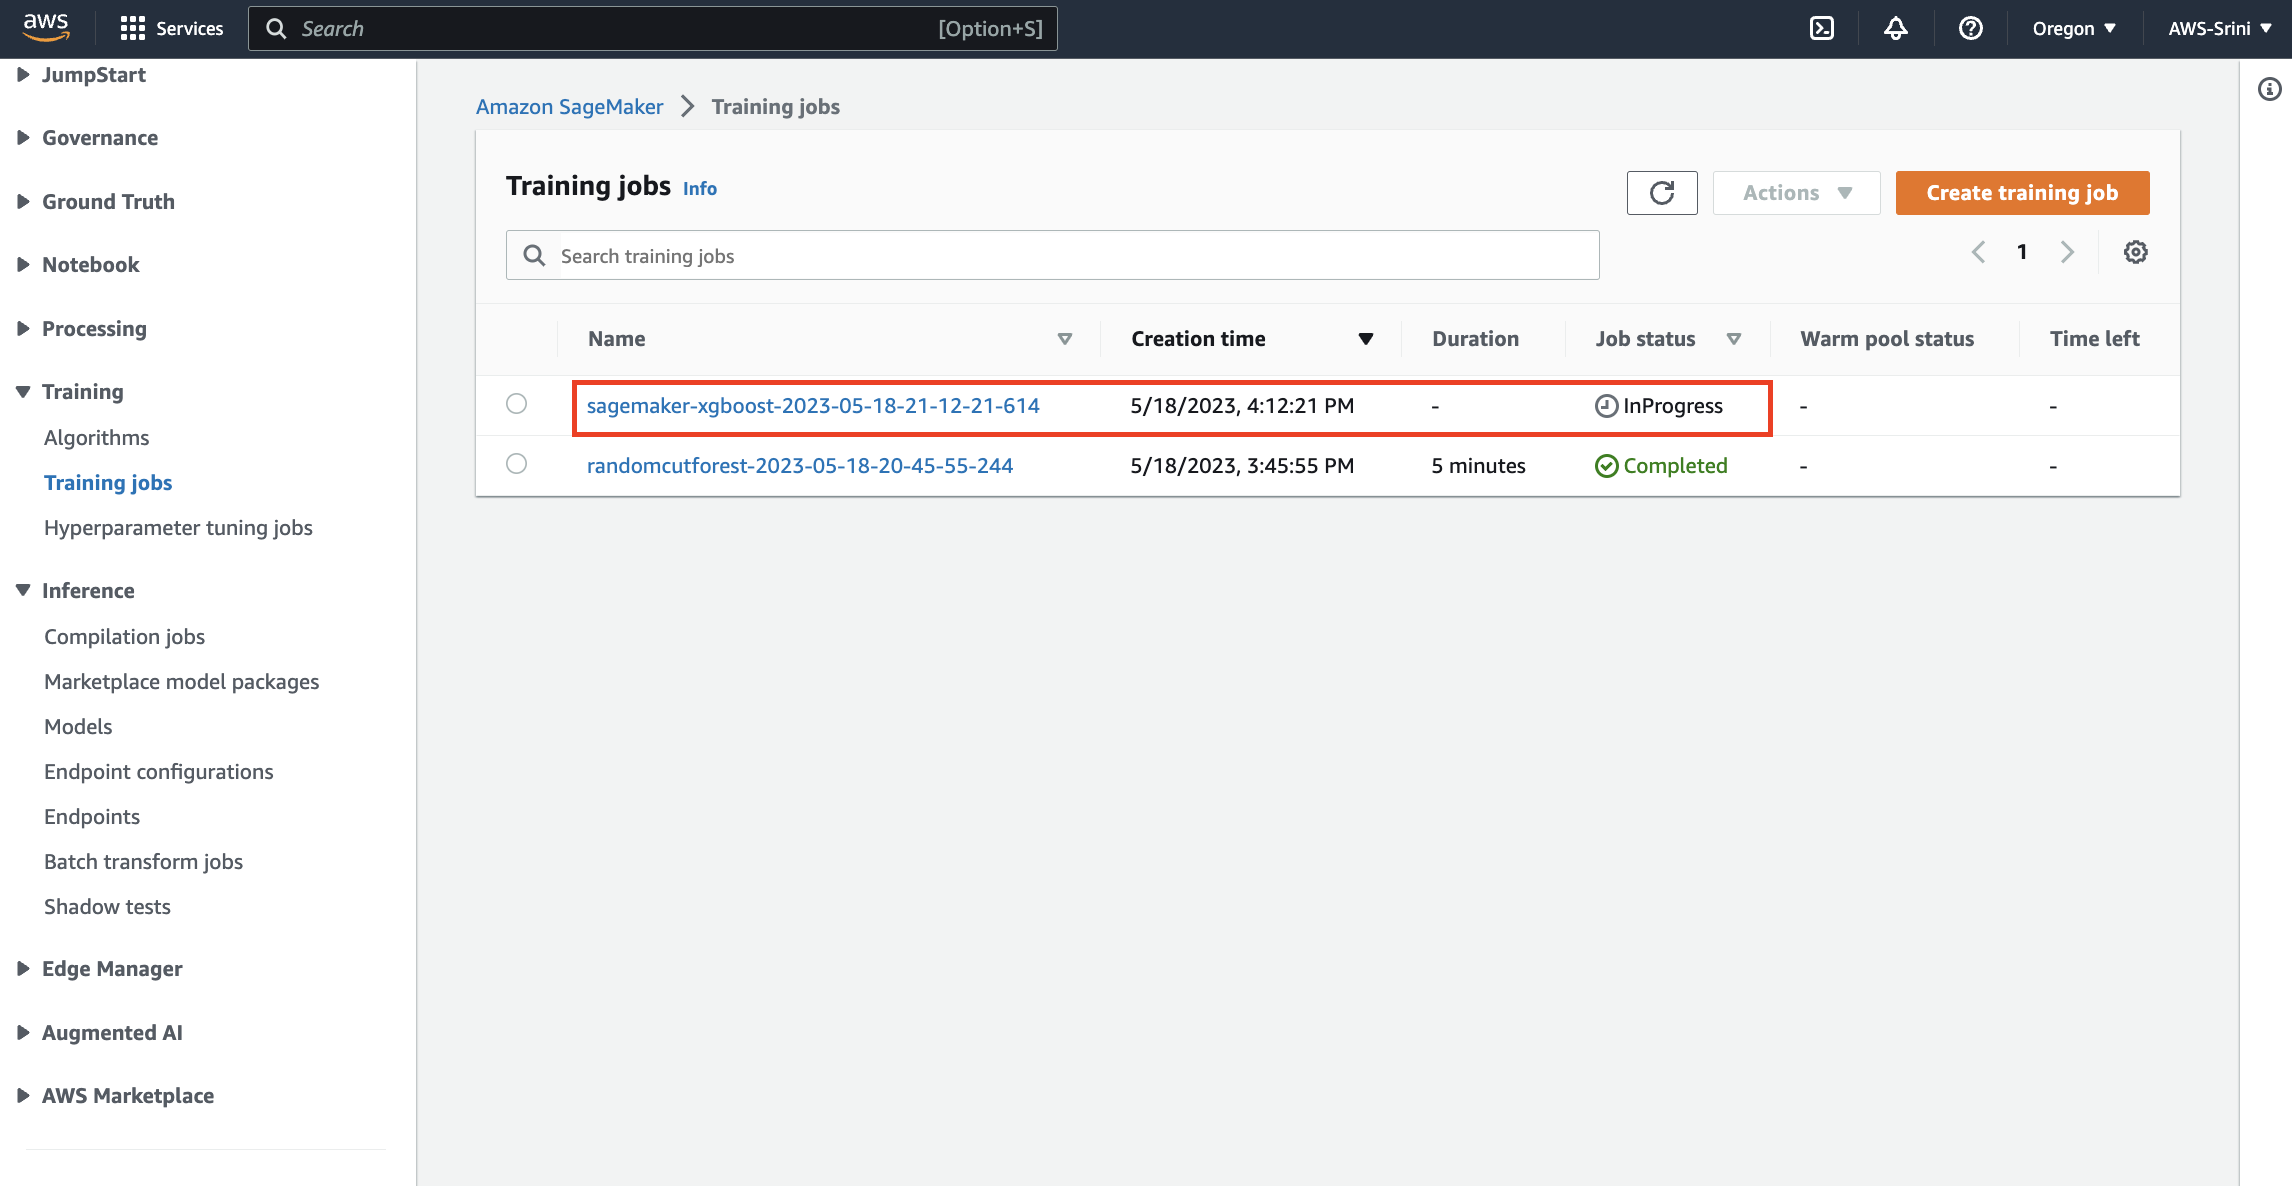 aws
Services
Search
[Option+S]
Oregon
AWS-Srini
JumpStart
Governance
Ground Truth
Notebook
Processing
Training
Algorithms
Training jobs
Hyperparameter tuning jobs
Inference
Compilation jobs
Marketplace model packages
Models
Endpoint configurations
Endpoints
Batch transform jobs
Shadow tests
Edge Manager
Augmented AI
AWS Marketplace
Amazon SageMaker > Training jobs
Training jobs Info
Actions
Create training job
Search training jobs
1
Name Creation time Duration Job status Warm pool status Time left
sagemaker-xgboost-2023-05-18-21-12-21-614 5/18/2023, 4:12:21 PM - InProgress - -
randomcutforest-2023-05-18-20-45-55-244 5/18/2023, 3:45:55 PM 5 minutes Completed - -